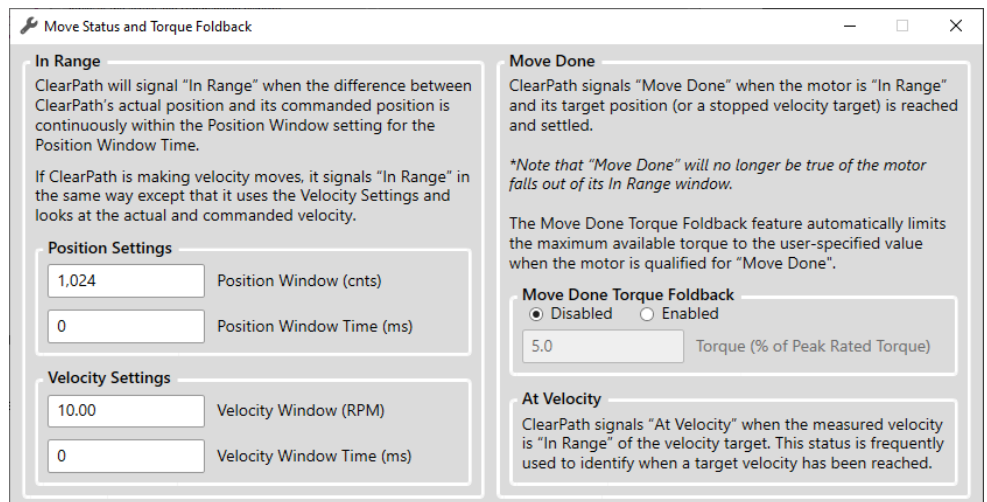 Move Status and Torque Foldback
In Range
ClearPath will signal “In Range” when the difference between
ClearPath’s actual position and its commanded position is
continuously within the Position Window setting for the
Position Window Time.
If ClearPath is making velocity moves, it signals “In Range” in
the same way except that it uses the Velocity Settings and
looks at the actual and commanded velocity.
Position Settings
1,024 Position Window (cnts)
0 Position Window Time (ms)
Velocity Settings
10.00 Velocity Window (RPM)
0 Velocity Window Time (ms)
Move Done
ClearPath signals “Move Done” when the motor is “In Range”
and its target position (or a stopped velocity target) is reached
and settled.
*Note that “Move Done” will no longer be true of the motor
falls out of its In Range window.
The Move Done Torque Foldback feature automatically limits
the maximum available torque to the user-specified value
when the motor is qualified for “Move Done".
Move Done Torque Foldback
Disabled Enabled
5.0 Torque (% of Peak Rated Torque)
At Velocity
ClearPath signals “At Velocity” when the measured velocity
is “In Range” of the velocity target. This status is frequently
used to identify when a target velocity has been reached.